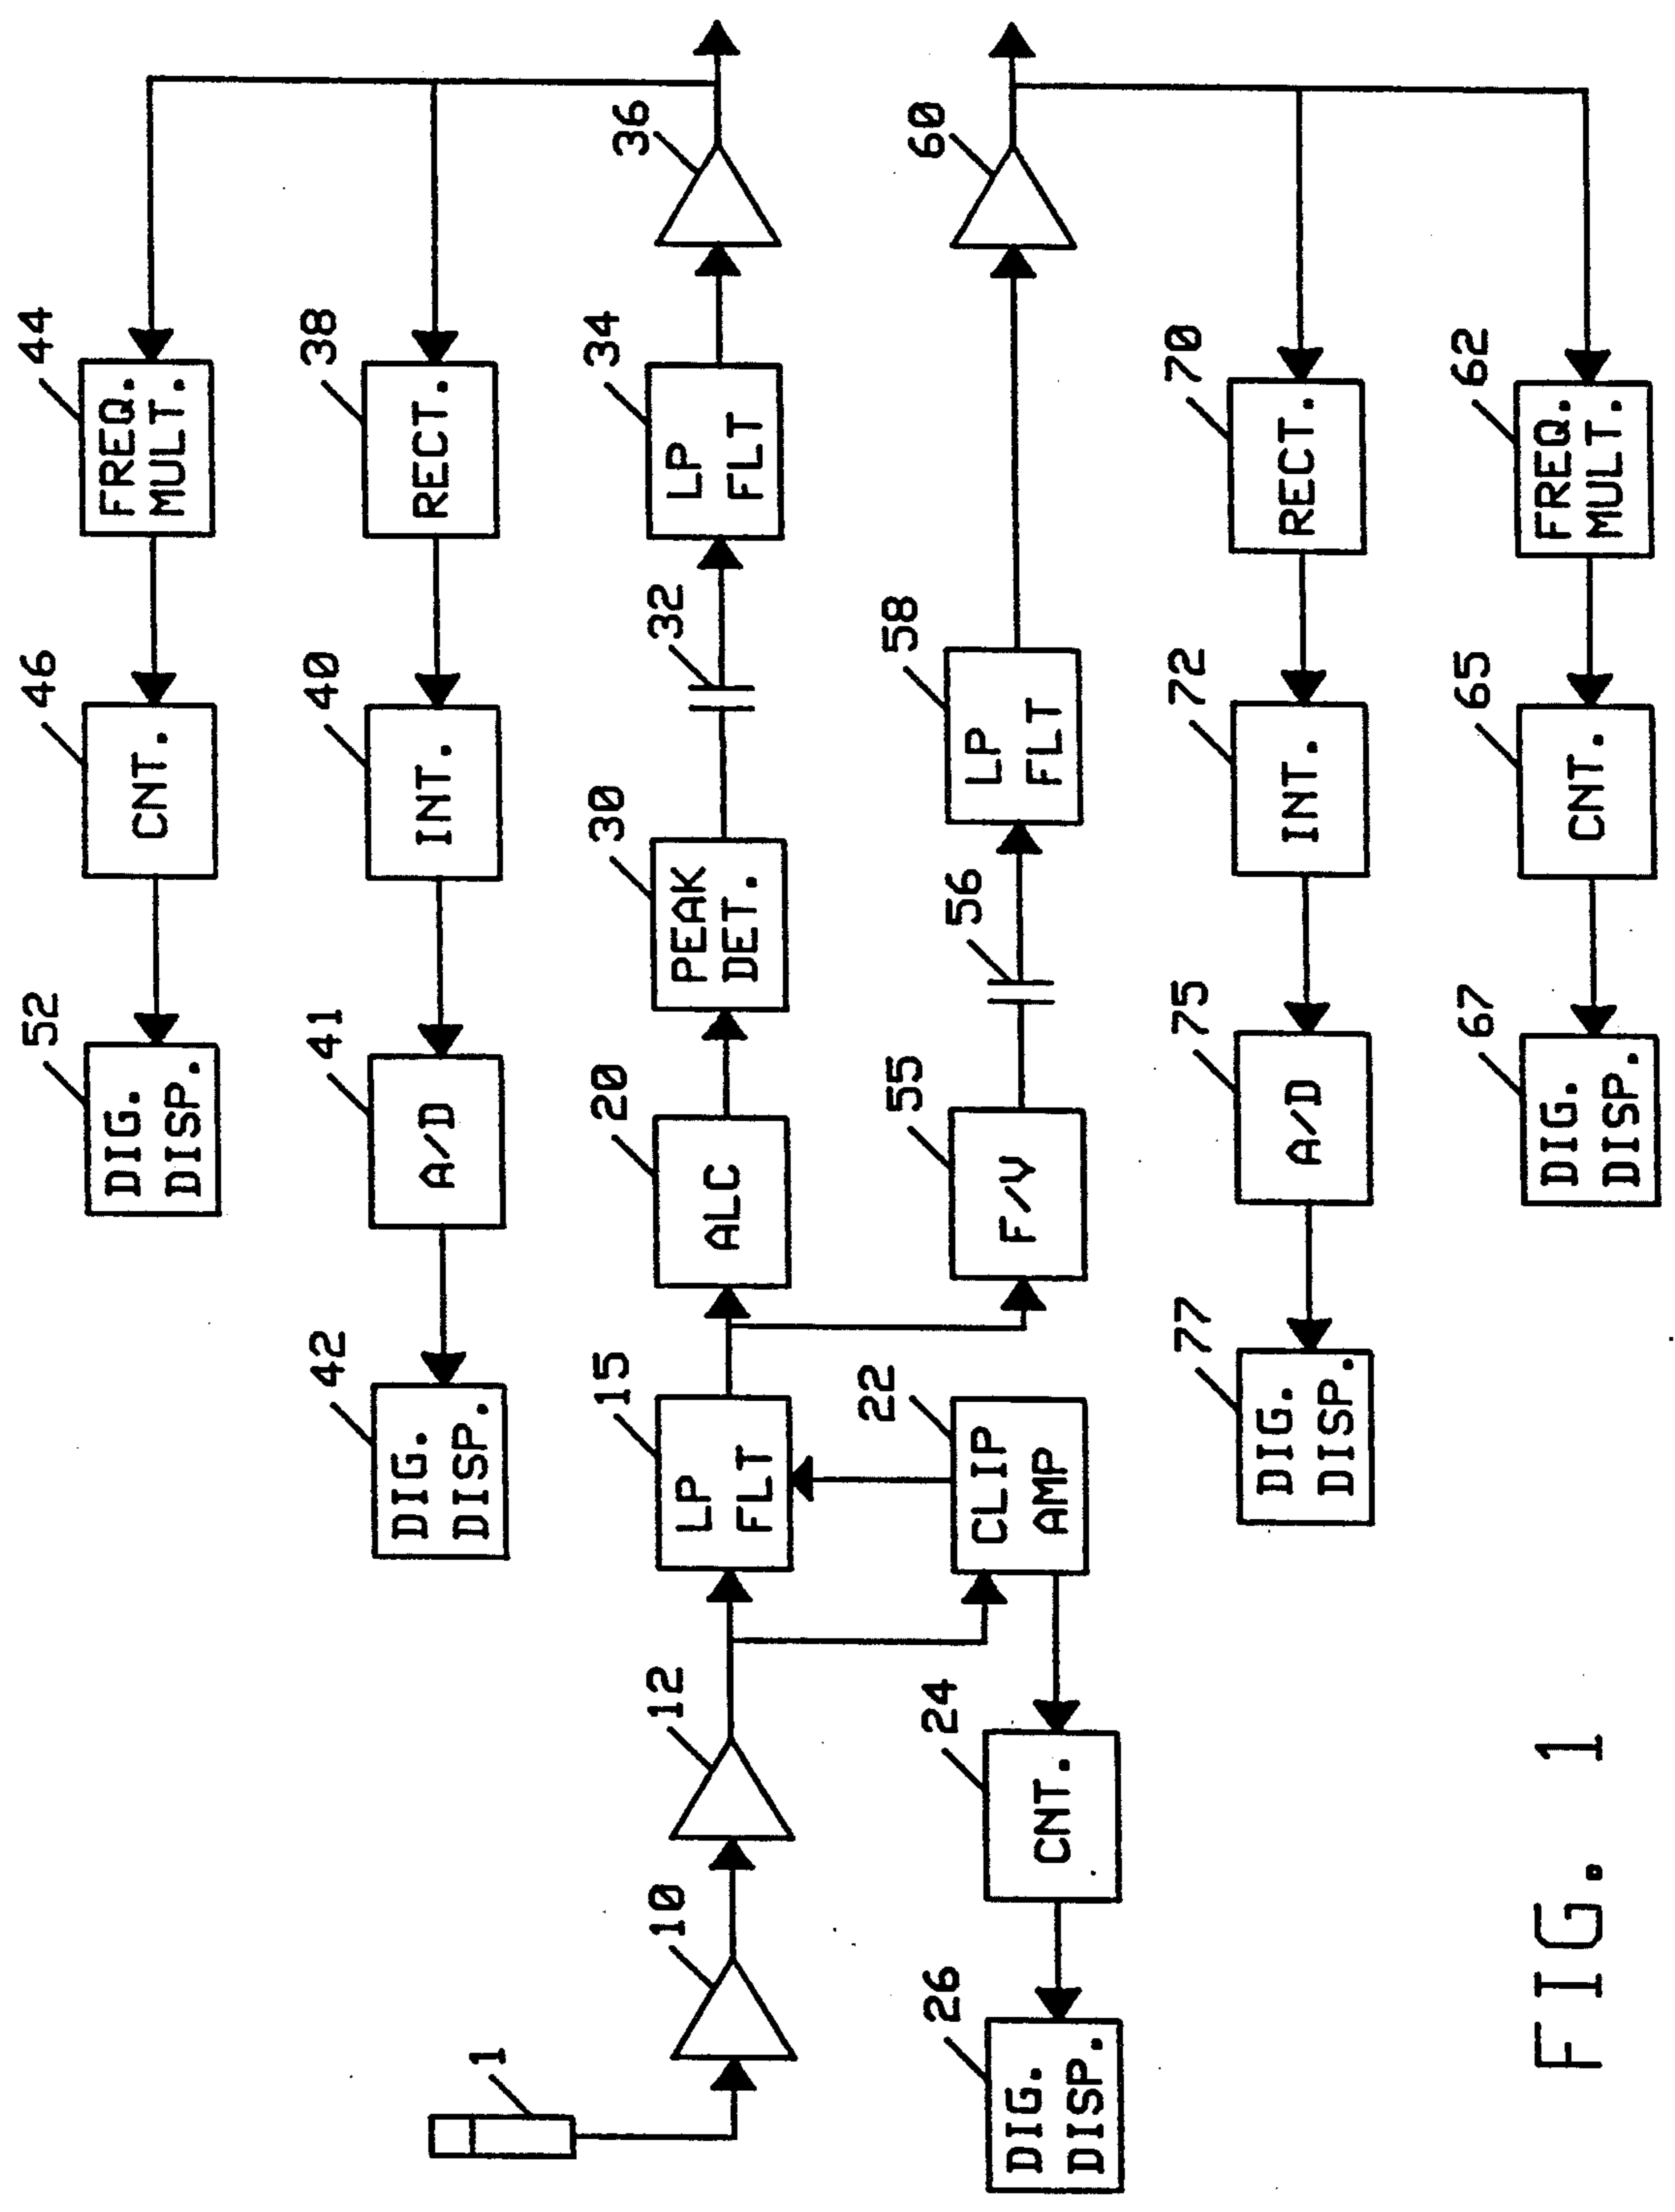 44
FREQ.
MULT.
46
CNT.
52
DIG.
DISP.
38
RECT.
40
INT.
41
A/D
42
DIG.
DISP.
1
10
12
15
LP
FLT
20
ALC
30
PEAK
DET.
32
34
LP
FLT
36
22
CLIP
AMP
24
CNT.
26
DIG.
DISP.
55
F/V
56
58
LP
FLT
60
70
RECT.
72
INT.
75
A/D
77
DIG.
DISP.
62
FREQ.
MULT.
65
CNT.
67
DIG.
DISP.
FIG. 1